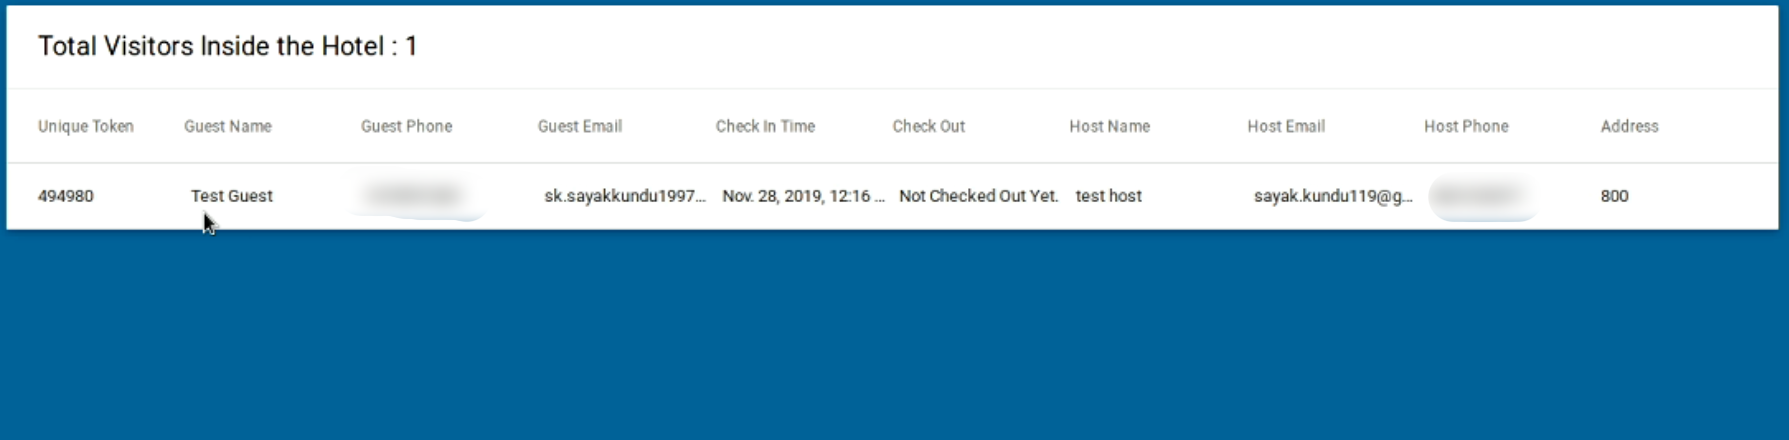 Total Visitors Inside the Hotel : 1
Unique Token Guest Name Guest Phone Guest Email Check In Time Check Out Host Name Host Email Host Phone Address
494980 Test Guest sk.sayakkundu1997... Nov. 28, 2019, 12:16 ... Not Checked Out Yet. test host sayak.kundu119@g... 800